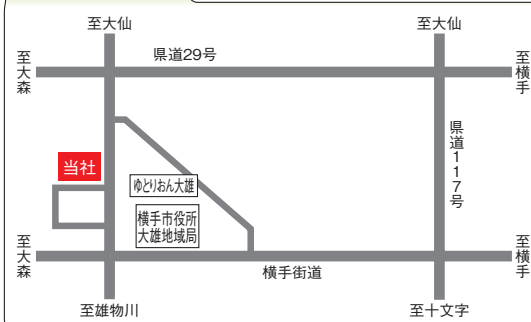 至大仙
至大仙
県道29号
至大森
至横手
県道117号
当社
ゆとりおん大雄
横手市役所
大雄地域局
至大森
至横手
横手街道
至雄物川
至十文字